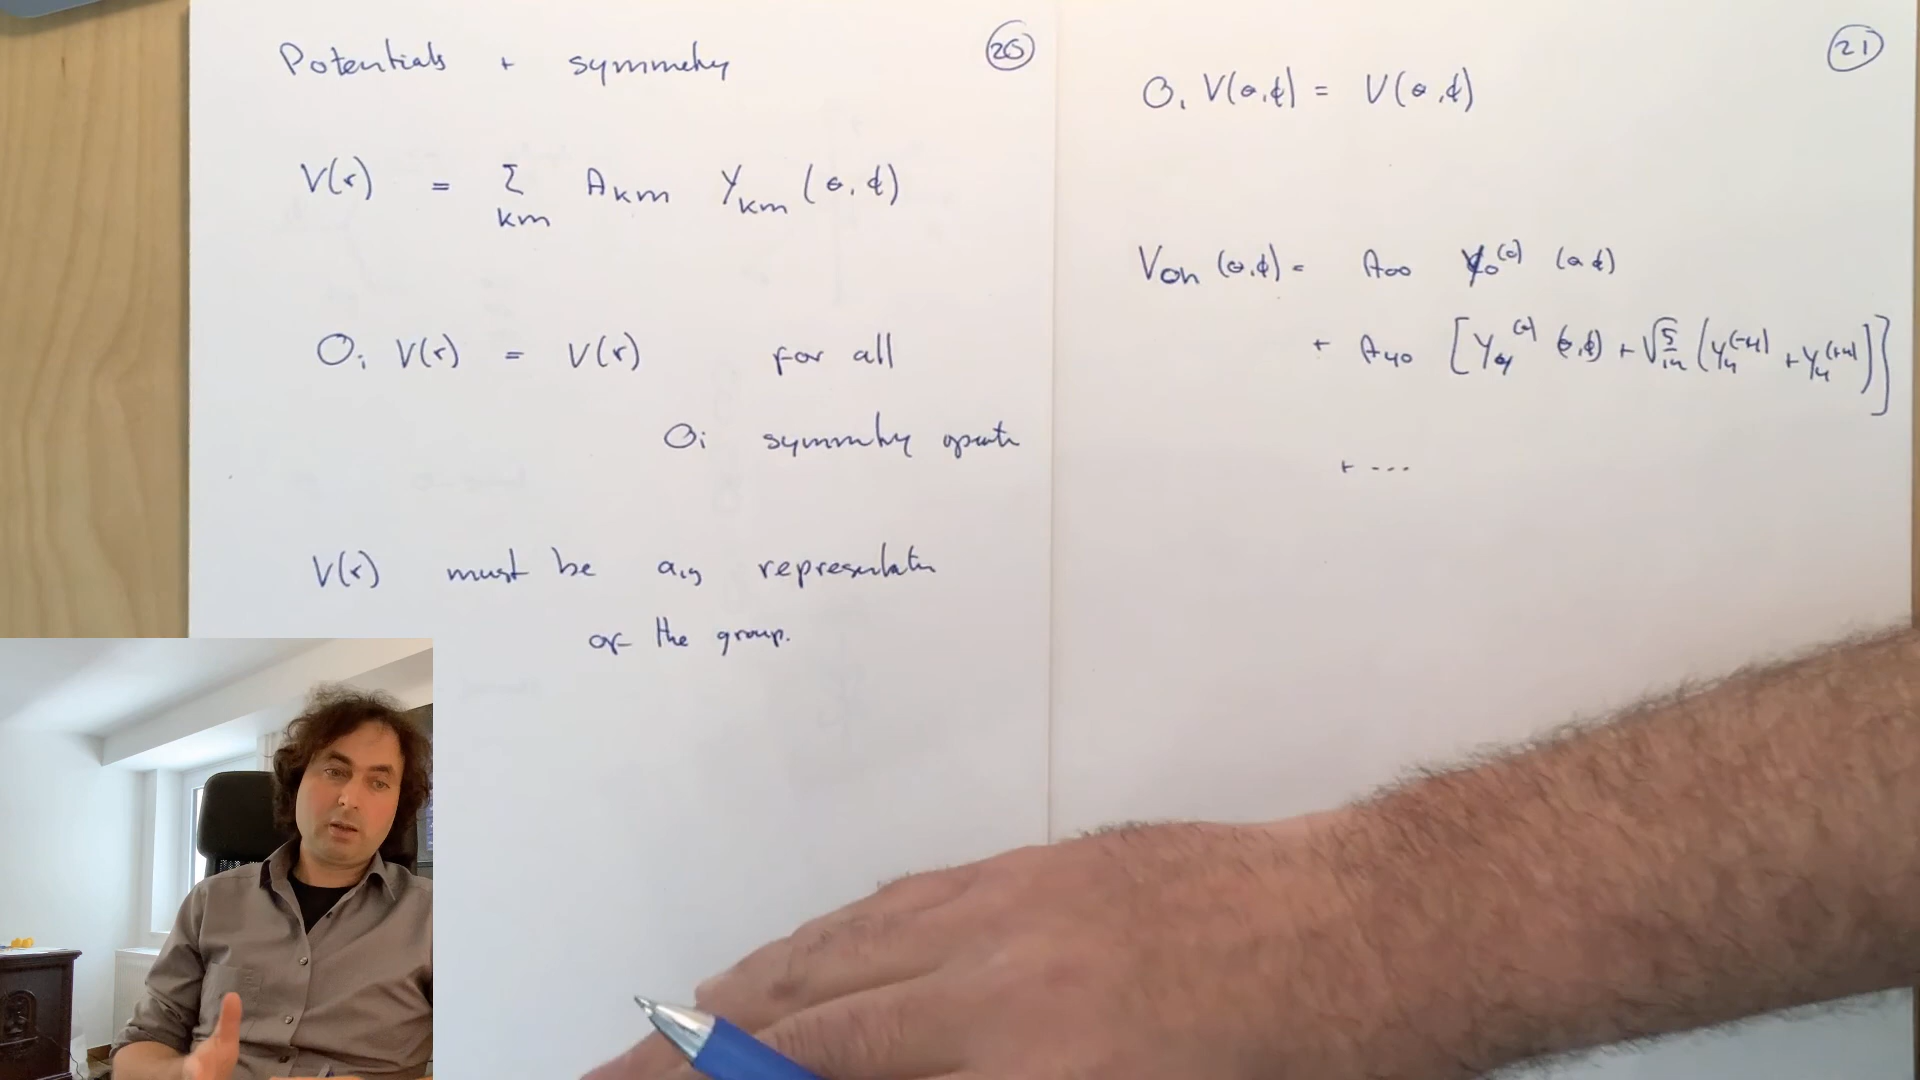 Potentials + symmetry
20
V(r) = Σ A_km Y_km (θ,ϕ)
km
O_i V(r) = V(r) for all
O_i symmetry
V(r) must be a_1g representation
of the group.
21
O_i V(θ,ϕ) = V(θ,ϕ)
V_Oh (θ,ϕ) = A_00 Y_0^(0) (θ,ϕ)
+ A_40 [ Y_4^(0) (θ,ϕ) + √5/14 ( Y_4^(-4) + Y_4^(+4) ) ]
+ ...